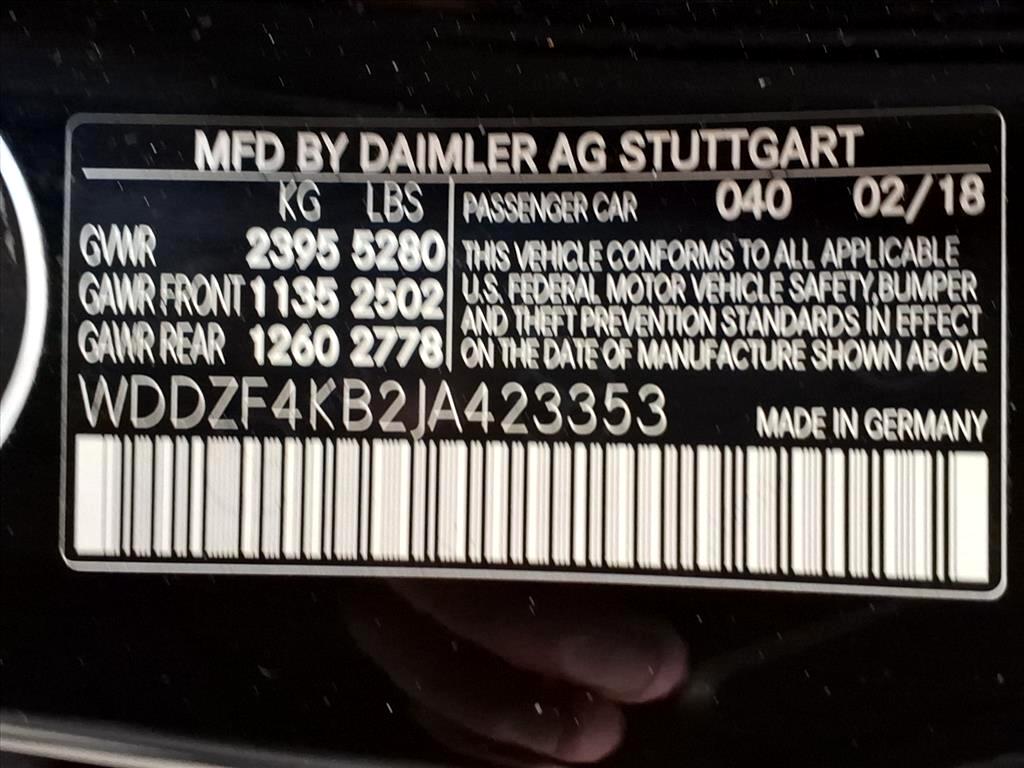 MFD BY DAIMLER AG STUTTGART
KG LBS
GVWR 2395 5280
GAWR FRONT 1135 2502
GAWR REAR 1260 2778
PASSENGER CAR 040 02/18
THIS VEHICLE CONFORMS TO ALL APPLICABLE
U.S. FEDERAL MOTOR VEHICLE SAFETY,BUMPER
AND THEFT PREVENTION STANDARDS IN EFFECT
ON THE DATE OF MANUFACTURE SHOWN ABOVE
WDDZF4KB2JA423353
MADE IN GERMANY